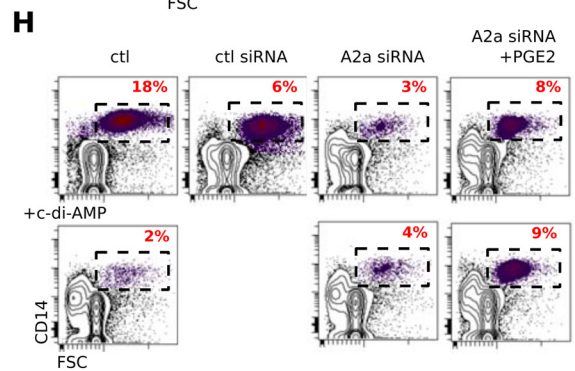 FSC
H
ctl
ctl siRNA
A2a siRNA
A2a siRNA
+PGE2
18%
6%
3%
8%
+c-di-AMP
2%
4%
9%
CD14
FSC